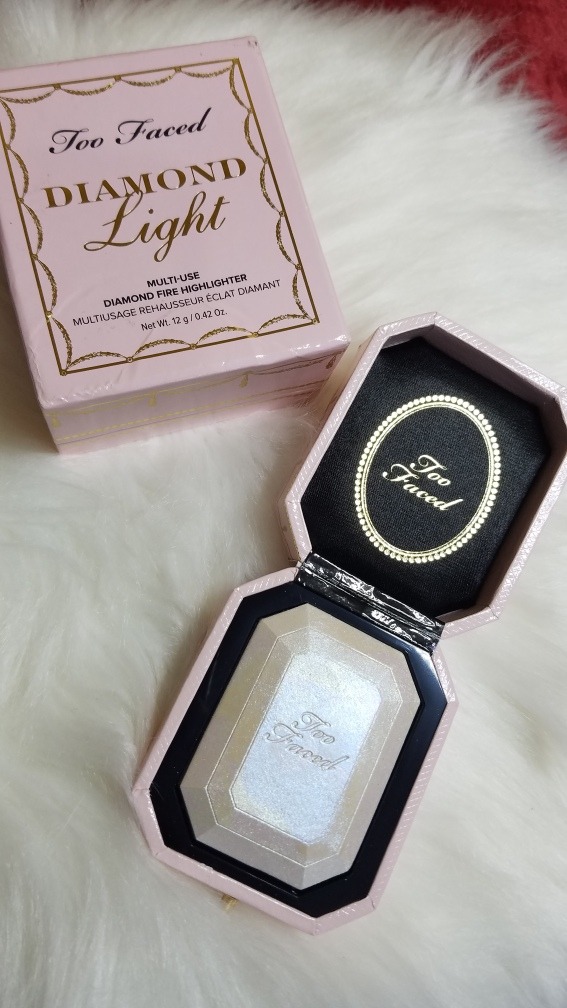 Too Faced
DIAMOND
Light
MULTI-USE
DIAMOND FIRE HIGHLIGHTER
MULTIUSAGE REHAUSSEUR ÉCLAT DIAMANT
Net Wt. 12 g / 0.42 Oz.
Too
Faced
Too
Faced